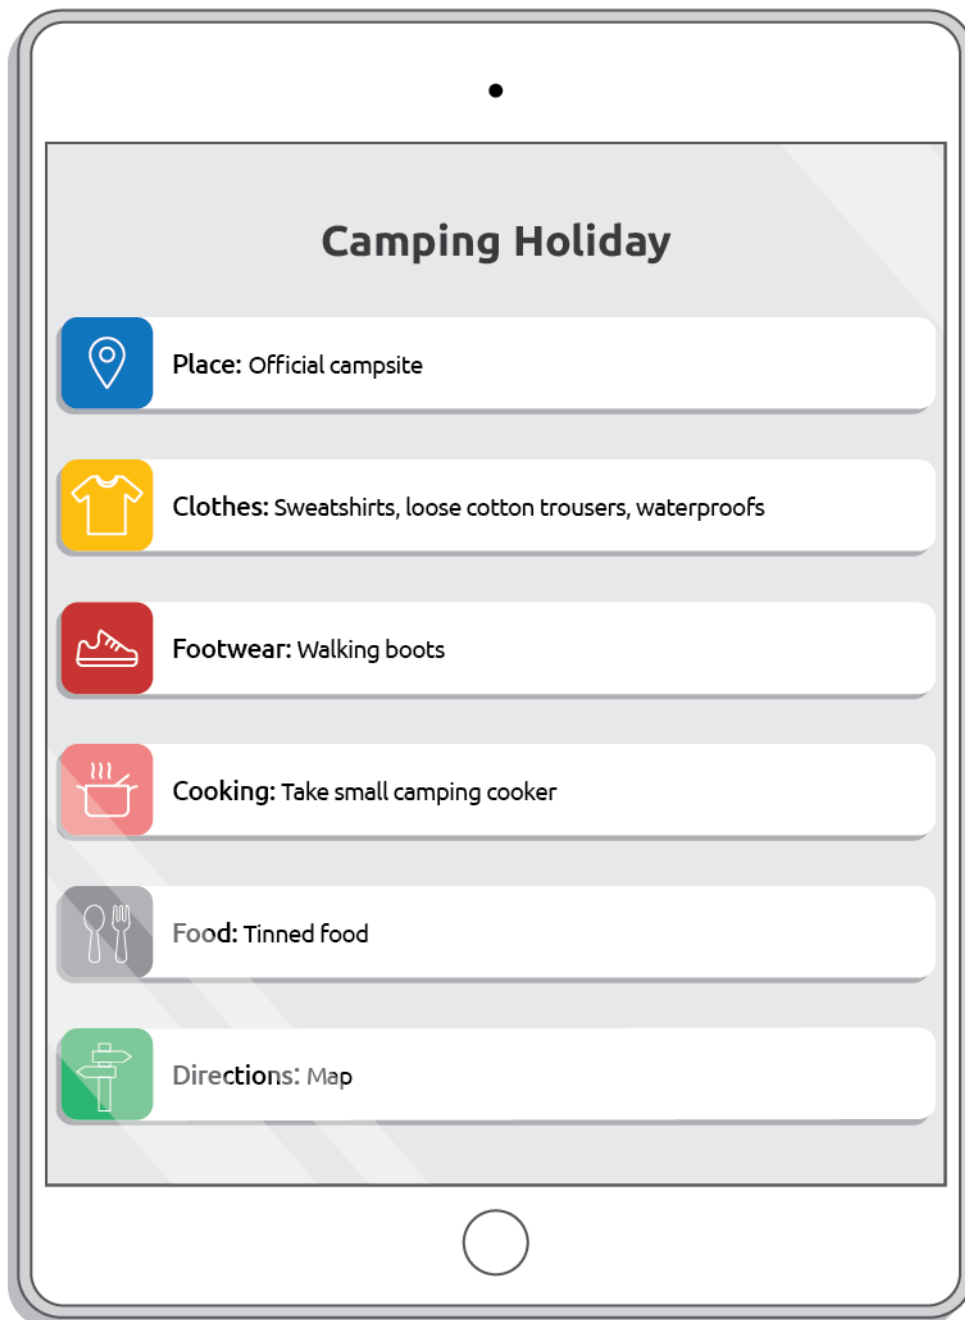 Camping Holiday
Place: Official campsite
Clothes: Sweatshirts, loose cotton trousers, waterproofs
Footwear: Walking boots
Cooking: Take small camping cooker
Food: Tinned food
Directions: Map